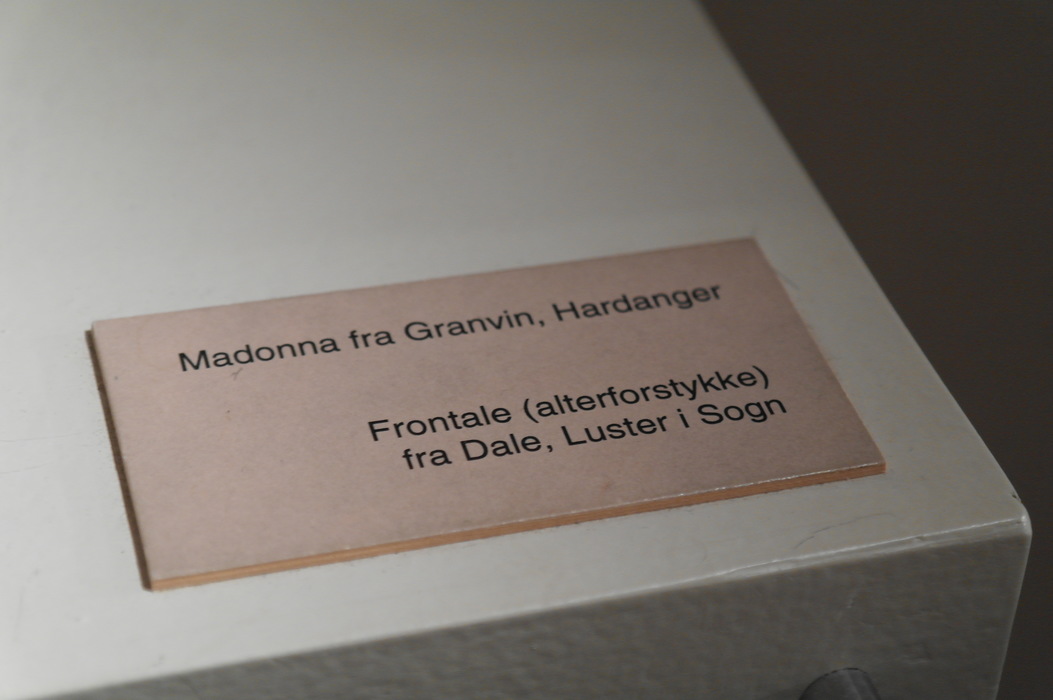 Madonna fra Granvin, Hardanger
Frontale (alterforstykke)
fra Dale, Luster i Sogn